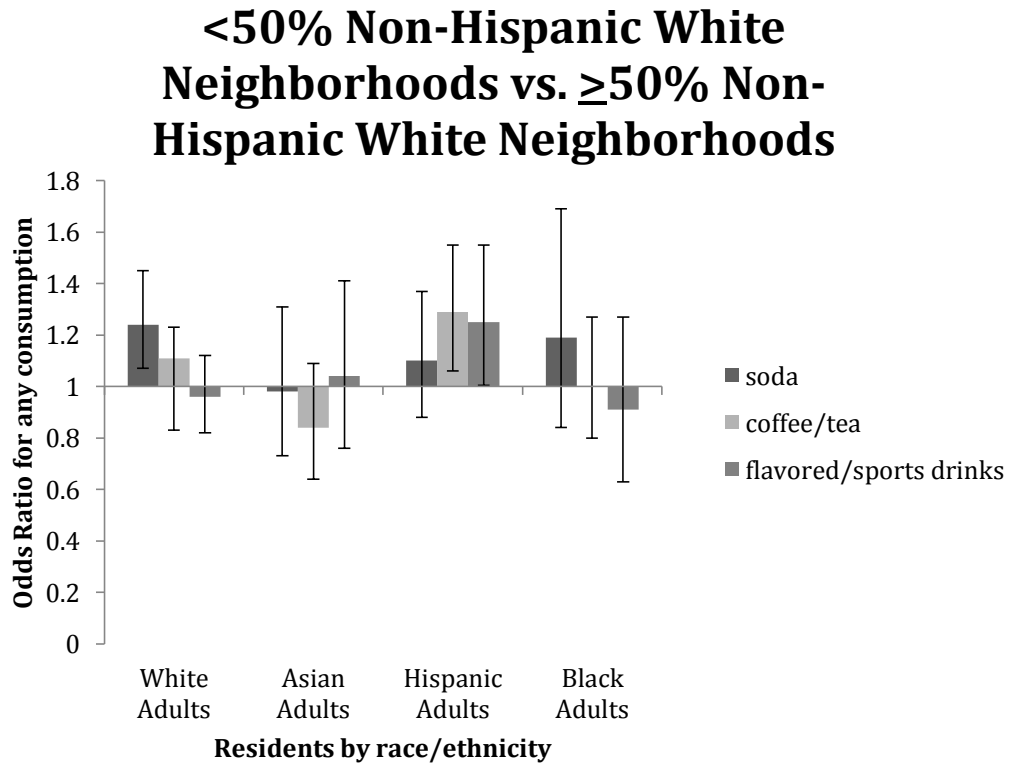 <50% Non-Hispanic White
Neighborhoods vs. ≥50% Non-
Hispanic White Neighborhoods
1.8
1.6
1.4
1.2
1
0.8
0.6
0.4
0.2
0
Odds Ratio for any consumption
soda
coffee/tea
flavored/sports drinks
White
Adults
Asian
Adults
Hispanic
Adults
Black
Adults
Residents by race/ethnicity